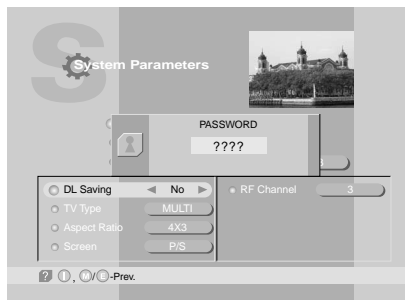 S
System Parameters
PASSWORD
????
DL Saving No
RF Channel 3
TV Type MULTI
Aspect Ratio 4X3
Screen P/S
? , M/E-Prev.